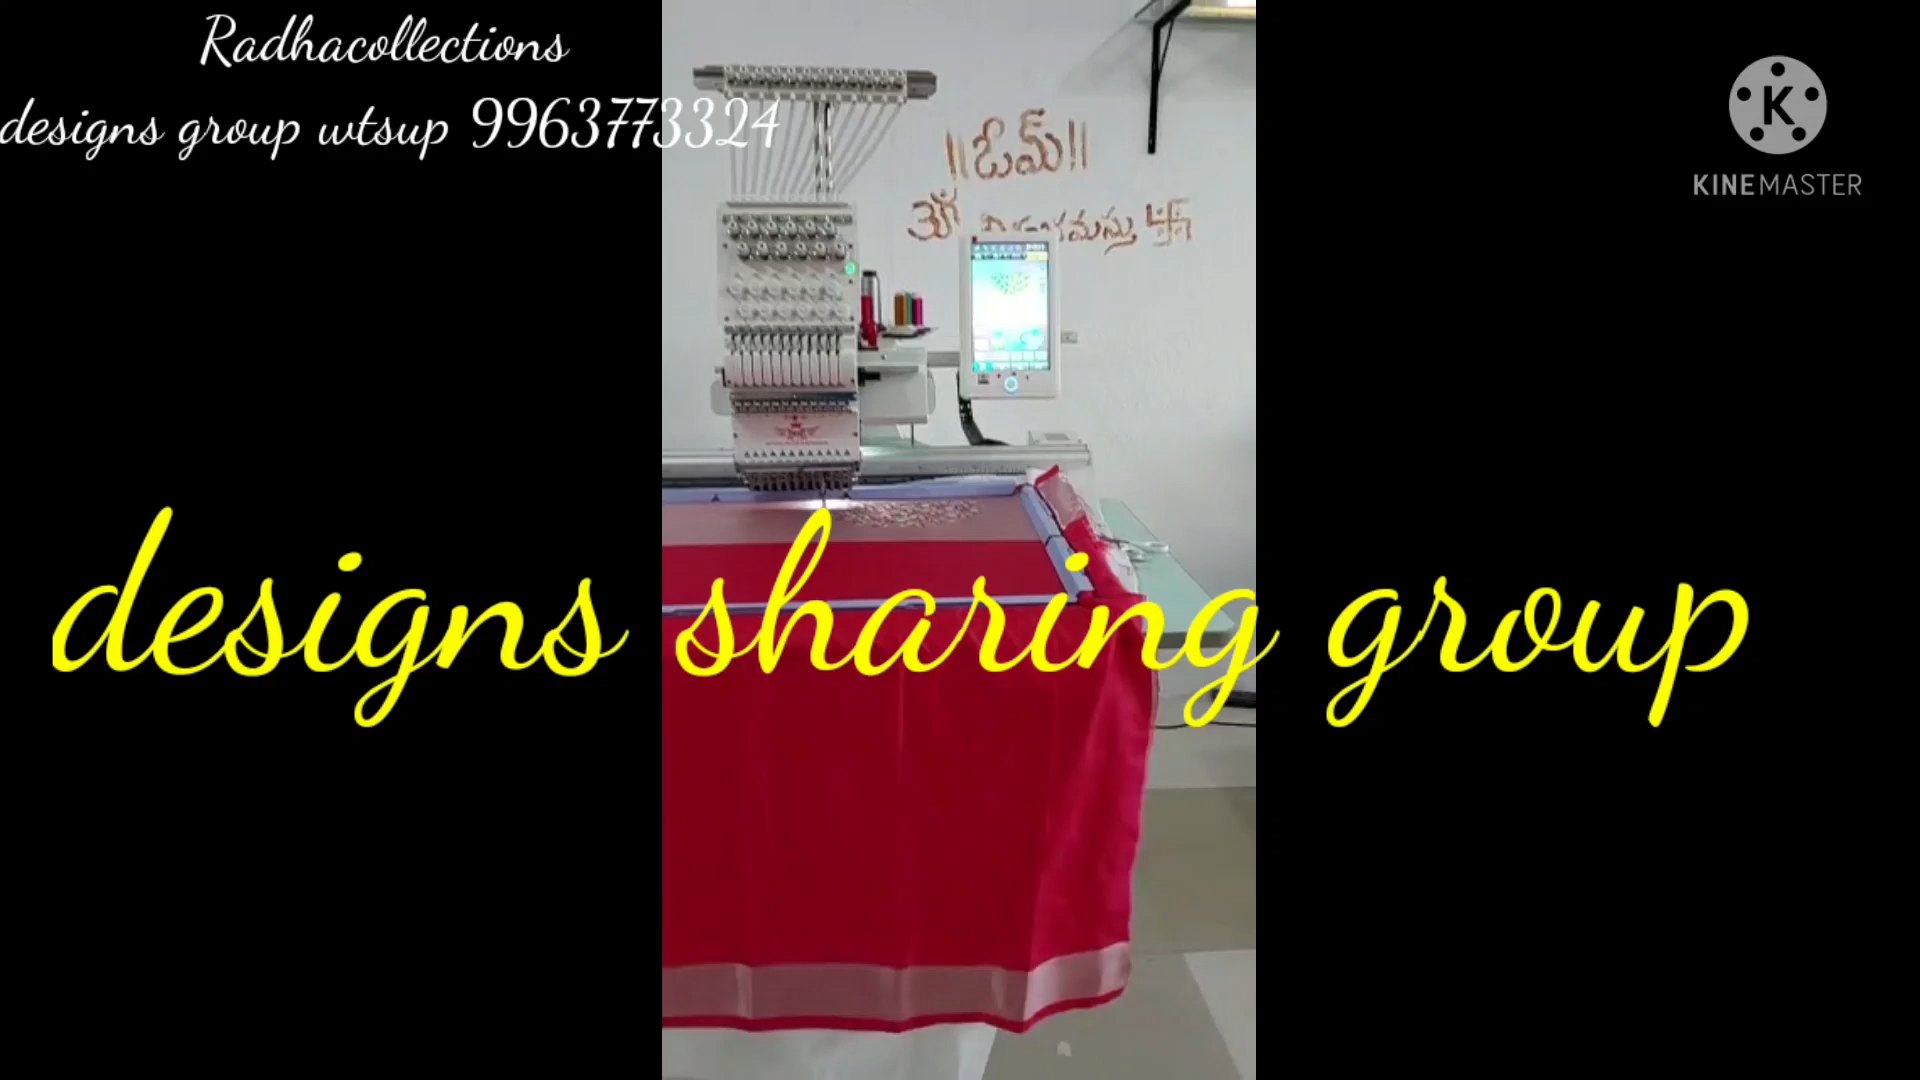 Radhacollections
designs group wtsup 9963773324
KINEMASTER
||ఓమ్||
designs sharing group